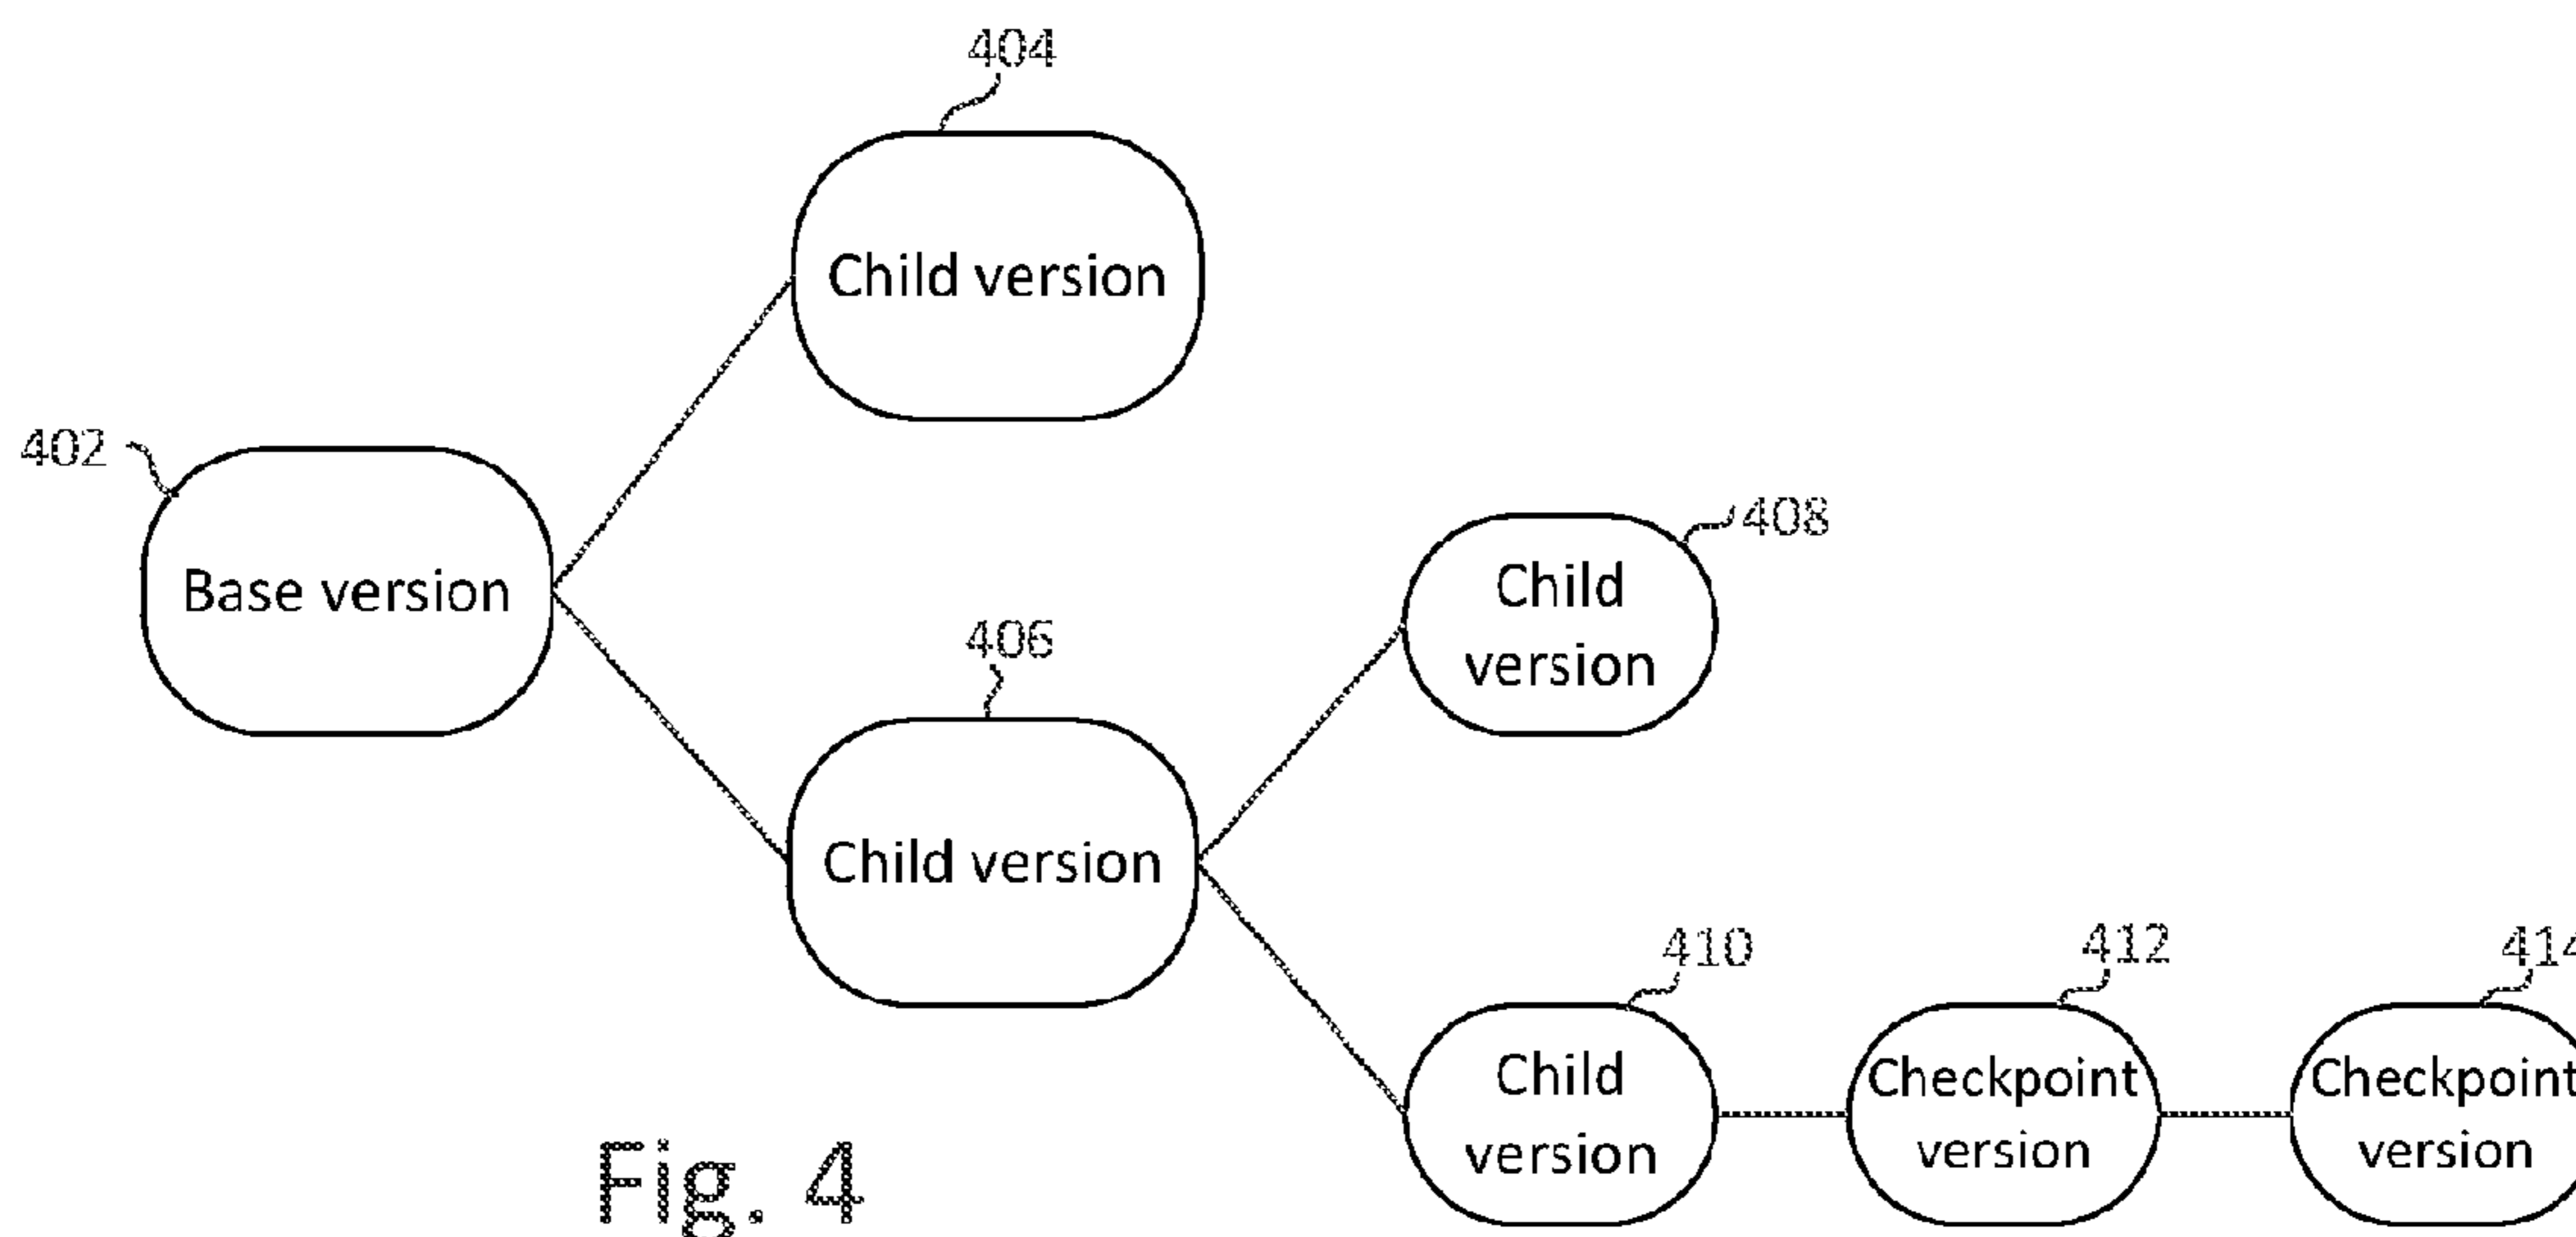 404
Child version
402
Base version
408
Child
version
406
Child version
410
412
414
Child
version
Checkpoint
version
Checkpoint
version
Fig. 4